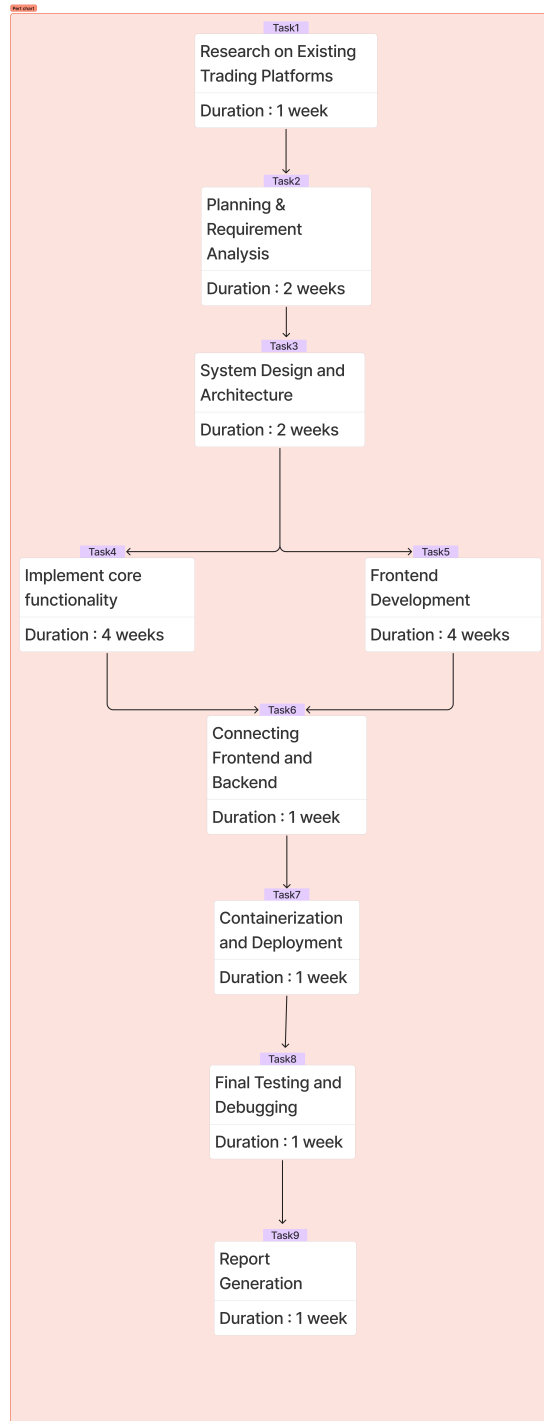 Pert chart
Task1
Research on Existing
Trading Platforms
Duration : 1 week
Task2
Planning &
Requirement
Analysis
Duration : 2 weeks
Task3
System Design and
Architecture
Duration : 2 weeks
Task4
Implement core
functionality
Duration : 4 weeks
Task5
Frontend
Development
Duration : 4 weeks
Task6
Connecting
Frontend and
Backend
Duration : 1 week
Task7
Containerization
and Deployment
Duration : 1 week
Task8
Final Testing and
Debugging
Duration : 1 week
Task9
Report
Generation
Duration : 1 week